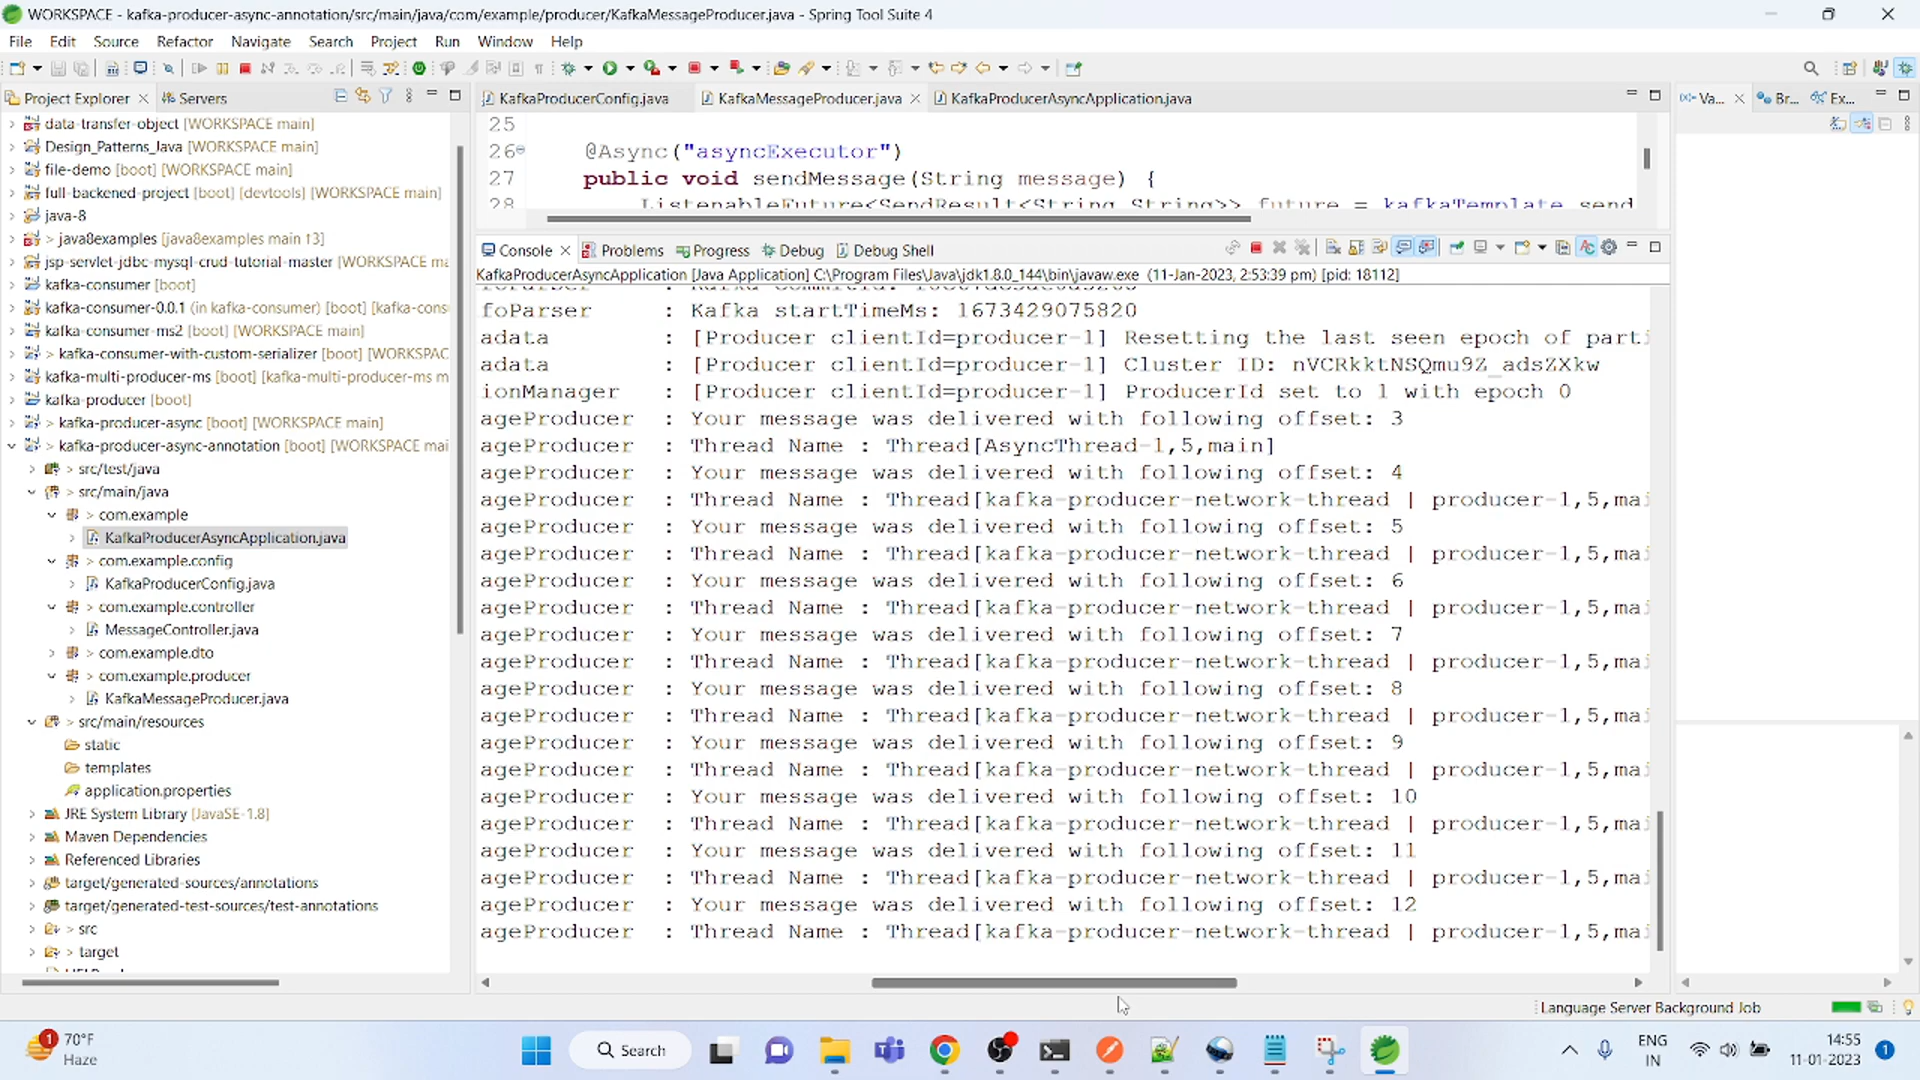 WORKSPACE - kafka-producer-async-annotation/src/main/java/com/example/producer/KafkaMessageProducer.java - Spring Tool Suite 4
File Edit Source Refactor Navigate Search Project Run Window Help
Project Explorer Servers
data-transfer-object [WORKSPACE main]
Design_Patterns_Java [WORKSPACE main]
file-demo [boot] [WORKSPACE main]
full-backened-project [boot] [devtools] [WORKSPACE main]
java-8
> java8examples [java8examples main ↑3]
jsp-servlet-jdbc-mysql-crud-tutorial-master [WORKSPACE ma
kafka-consumer [boot]
kafka-consumer-0.0.1 (in kafka-consumer) [boot] [kafka-cons
kafka-consumer-ms2 [boot] [WORKSPACE main]
> kafka-consumer-with-custom-serializer [boot] [WORKSPAC
kafka-multi-producer-ms [boot] [kafka-multi-producer-ms m
kafka-producer [boot]
> kafka-producer-async [boot] [WORKSPACE main]
> kafka-producer-async-annotation [boot] [WORKSPACE mai
> src/test/java
> src/main/java
> com.example
KafkaProducerAsyncApplication.java
> com.example.config
KafkaProducerConfig.java
> com.example.controller
MessageController.java
> com.example.dto
> com.example.producer
KafkaMessageProducer.java
> src/main/resources
static
templates
application.properties
JRE System Library [JavaSE-1.8]
Maven Dependencies
Referenced Libraries
target/generated-sources/annotations
target/generated-test-sources/test-annotations
> src
> target
KafkaProducerConfig.java KafkaMessageProducer.java KafkaProducerAsyncApplication.java
25
26 @Async("asyncExecutor")
27 public void sendMessage(String message) {
28 ListenableFuture<SendResult<String, String>> future = kafkaTemplate.send
Console Problems Progress Debug Debug Shell
KafkaProducerAsyncApplication [Java Application] C:\Program Files\Java\jdk1.8.0_144\bin\javaw.exe (11-Jan-2023, 2:53:39 pm) [pid: 18112]
foParser : Kafka startTimeMs: 1673429075820
adata : [Producer clientId=producer-1] Resetting the last seen epoch of parti
adata : [Producer clientId=producer-1] Cluster ID: nVCRkktNSQmu9Z_adsZXkw
ionManager : [Producer clientId=producer-1] ProducerId set to 1 with epoch 0
ageProducer : Your message was delivered with following offset: 3
ageProducer : Thread Name : Thread[AsyncThread-1,5,main]
ageProducer : Your message was delivered with following offset: 4
ageProducer : Thread Name : Thread[kafka-producer-network-thread | producer-1,5,mai
ageProducer : Your message was delivered with following offset: 5
ageProducer : Thread Name : Thread[kafka-producer-network-thread | producer-1,5,mai
ageProducer : Your message was delivered with following offset: 6
ageProducer : Thread Name : Thread[kafka-producer-network-thread | producer-1,5,mai
ageProducer : Your message was delivered with following offset: 7
ageProducer : Thread Name : Thread[kafka-producer-network-thread | producer-1,5,mai
ageProducer : Your message was delivered with following offset: 8
ageProducer : Thread Name : Thread[kafka-producer-network-thread | producer-1,5,mai
ageProducer : Your message was delivered with following offset: 9
ageProducer : Thread Name : Thread[kafka-producer-network-thread | producer-1,5,mai
ageProducer : Your message was delivered with following offset: 10
ageProducer : Thread Name : Thread[kafka-producer-network-thread | producer-1,5,mai
ageProducer : Your message was delivered with following offset: 11
ageProducer : Thread Name : Thread[kafka-producer-network-thread | producer-1,5,mai
ageProducer : Your message was delivered with following offset: 12
ageProducer : Thread Name : Thread[kafka-producer-network-thread | producer-1,5,mai
Va... Br... Ex...
Language Server Background Job
1
70°F
Haze
Search
ENG
IN
14:55
11-01-2023
1